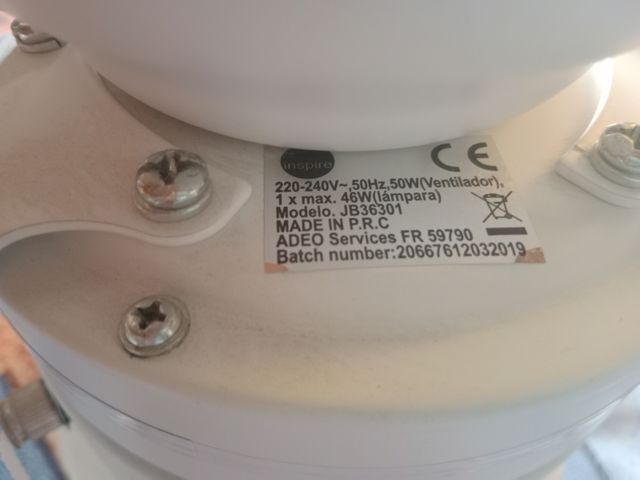 inspire
CE
220-240V~,50Hz,50W(Ventilador),
1 x max. 46W(lámpara)
Modelo. JB36301
MADE IN P.R.C
ADEO Services FR 59790
Batch number:20667612032019